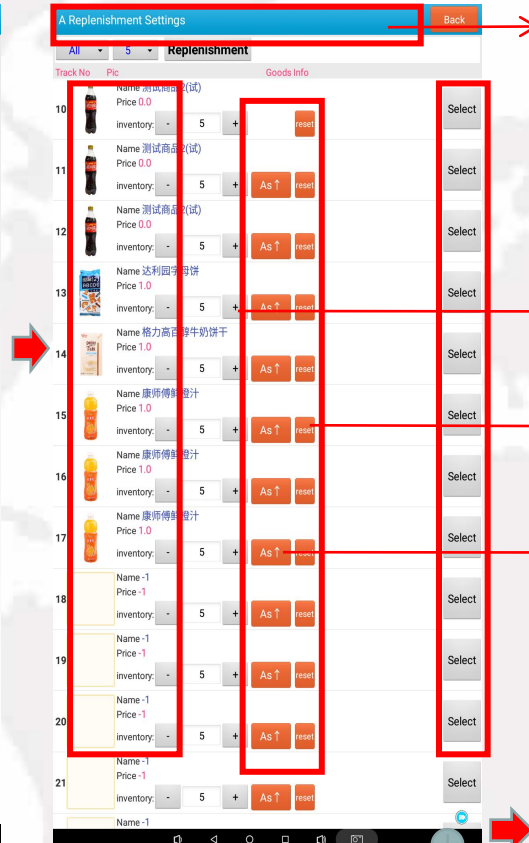 A Replenishment Settings Back
All 5 Replenishment
Track No Pic Goods Info
Name 测试商品2(试)
10 Price 0.0 Select
inventory: - 5 + reset
Name 测试商品2(试)
11 Price 0.0 Select
inventory: - 5 + As↑ reset
Name 测试商品2(试)
12 Price 0.0 Select
inventory: - 5 + As↑ reset
Name 达利园字母饼
13 Price 1.0 Select
inventory: - 5 + As↑ reset
Name 格力高百醇牛奶饼干
14 Price 1.0 Select
inventory: - 5 + As↑ reset
Name 康师傅鲜橙汁
15 Price 1.0 Select
inventory: - 5 + As↑ reset
Name 康师傅鲜橙汁
16 Price 1.0 Select
inventory: - 5 + As↑ reset
Name 康师傅鲜橙汁
17 Price 1.0 Select
inventory: - 5 + As↑ reset
Name -1
18 Price -1 Select
inventory: - 5 + As↑ reset
Name -1
19 Price -1 Select
inventory: - 5 + As↑ reset
Name -1
20 Price -1 Select
inventory: - 5 + As↑ reset
Name -1
21 Price -1 Select
inventory: - 5 + As↑ reset
Name -1